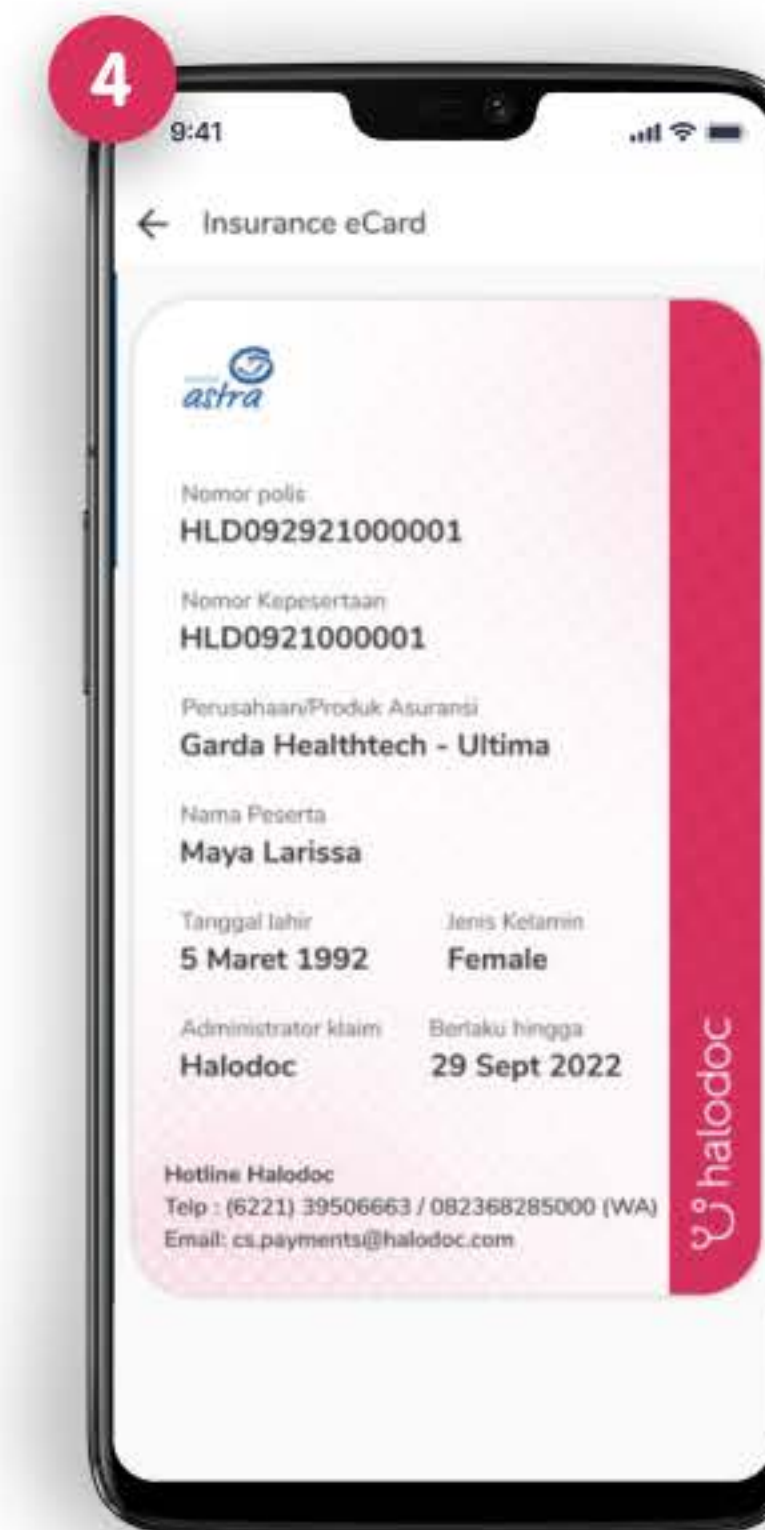 4
9:41
Insurance eCard
astra
Nomor polis
HLD092921000001
Nomor Kepesertaan
HLD0921000001
Perusahaan/Produk Asuransi
Garda Healthtech - Ultima
Nama Peserta
Maya Larissa
Tanggal lahir Jenis Kelamin
5 Maret 1992 Female
Administrator klaim Berlaku hingga
Halodoc 29 Sept 2022
Hotline Halodoc
Telp : (6221) 39506663 / 082368285000 (WA)
Email: cs.payments@halodoc.com
halodoc